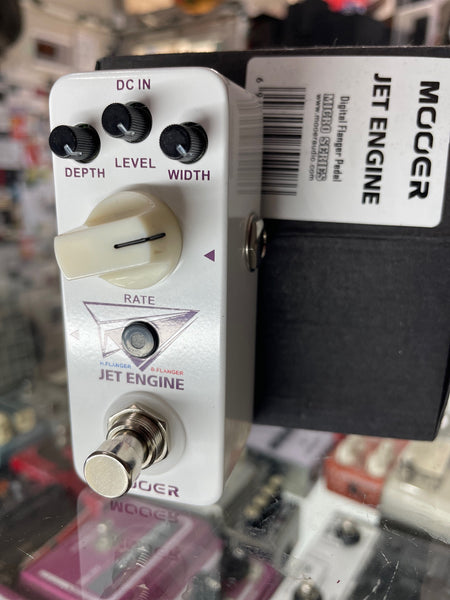 DC IN
DEPTH
LEVEL
WIDTH
RATE
H.FLANGER
D.FLANGER
JET ENGINE
MOOER
MOOER
JET ENGINE
Digital Flanger Pedal
MICRO SERIES
www.mooeraudio.com